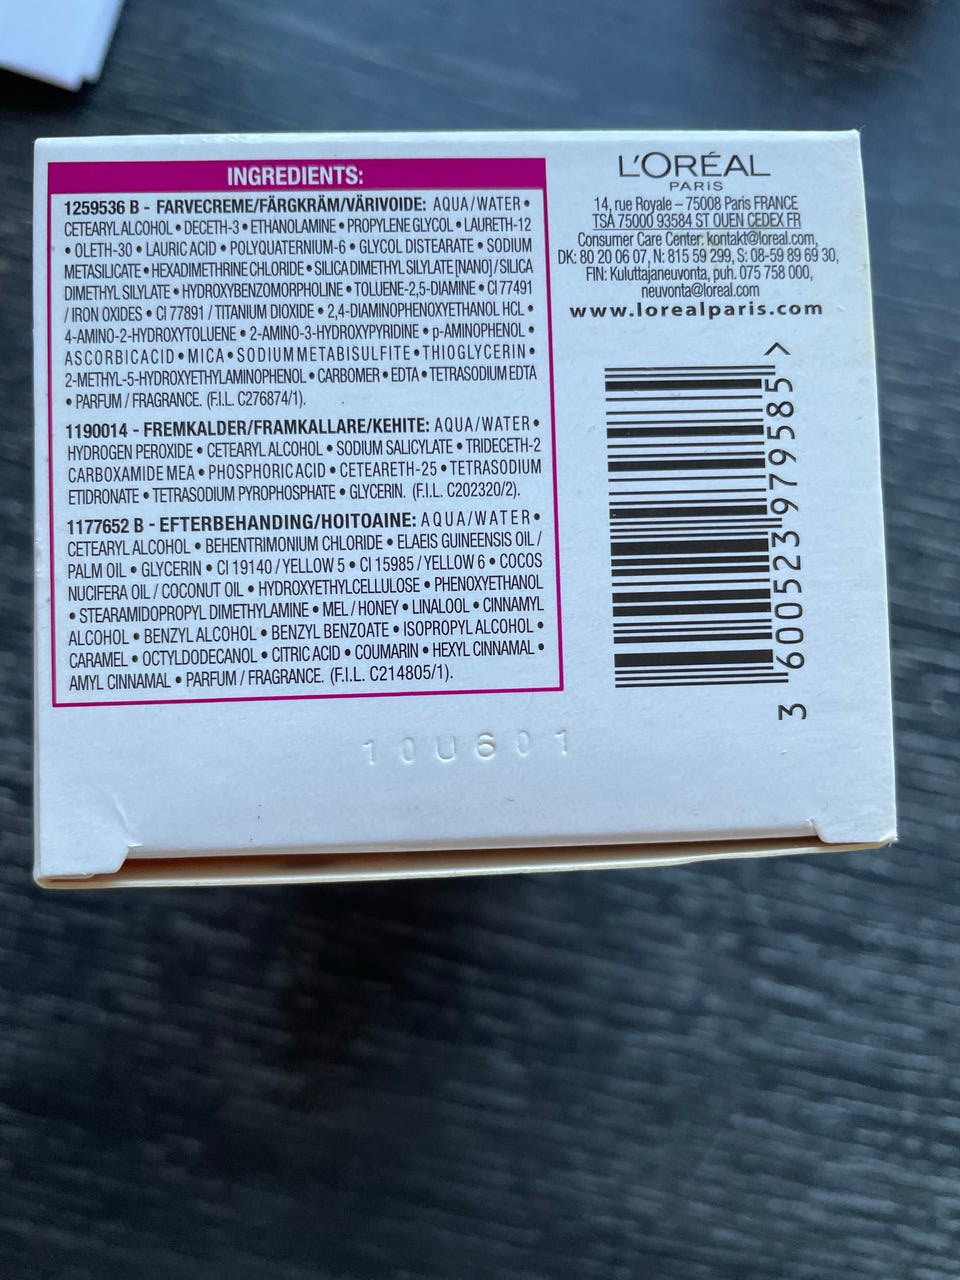 INGREDIENTS:
1259536 B - FARVECREME/FÄRGKRÄM/VÄRIVOIDE: AQUA/WATER •
CETEARYL ALCOHOL • DECETH-3 • ETHANOLAMINE • PROPYLENE GLYCOL • LAURETH-12
• OLETH-30 • LAURIC ACID • POLYQUATERNIUM-6 • GLYCOL DISTEARATE • SODIUM
METASILICATE • HEXADIMETHRINE CHLORIDE • SILICA DIMETHYL SILYLATE [NANO] / SILICA
DIMETHYL SILYLATE • HYDROXYBENZOMORPHOLINE • TOLUENE-2,5-DIAMINE • CI 77491
/ IRON OXIDES • CI 77891 / TITANIUM DIOXIDE • 2,4-DIAMINOPHENOXYETHANOL HCL •
4-AMINO-2-HYDROXYTOLUENE • 2-AMINO-3-HYDROXYPYRIDINE • p-AMINOPHENOL •
ASCORBIC ACID • MICA • SODIUM METABISULFITE • THIOGLYCERIN •
2-METHYL-5-HYDROXYETHYLAMINOPHENOL • CARBOMER • EDTA • TETRASODIUM EDTA
• PARFUM / FRAGRANCE. (F.I.L. C276874/1).
1190014 - FREMKALDER/FRAMKALLARE/KEHITE: AQUA/WATER •
HYDROGEN PEROXIDE • CETEARYL ALCOHOL • SODIUM SALICYLATE • TRIDECETH-2
CARBOXAMIDE MEA • PHOSPHORIC ACID • CETEARETH-25 • TETRASODIUM
ETIDRONATE • TETRASODIUM PYROPHOSPHATE • GLYCERIN. (F.I.L. C202320/2).
1177652 B - EFTERBEHANDING/HOITOAINE: AQUA/WATER •
CETEARYL ALCOHOL • BEHENTRIMONIUM CHLORIDE • ELAEIS GUINEENSIS OIL /
PALM OIL • GLYCERIN • CI 19140 / YELLOW 5 • CI 15985 / YELLOW 6 • COCOS
NUCIFERA OIL / COCONUT OIL • HYDROXYETHYLCELLULOSE • PHENOXYETHANOL
• STEARAMIDOPROPYL DIMETHYLAMINE • MEL / HONEY • LINALOOL • CINNAMYL
ALCOHOL • BENZYL ALCOHOL • BENZYL BENZOATE • ISOPROPYL ALCOHOL •
CARAMEL • OCTYLDODECANOL • CITRIC ACID • COUMARIN • HEXYL CINNAMAL •
AMYL CINNAMAL • PARFUM / FRAGRANCE. (F.I.L. C214805/1).
L'ORÉAL
PARIS
14, rue Royale – 75008 Paris FRANCE
TSA 75000 93584 ST OUEN CEDEX FR
Consumer Care Center: kontakt@loreal.com,
DK: 80 20 06 07, N: 815 59 299, S: 08-59 89 69 30,
FIN: Kuluttajaneuvonta, puh. 075 758 000,
neuvonta@loreal.com
www.lorealparis.com
3 600523 979585 >
10U601